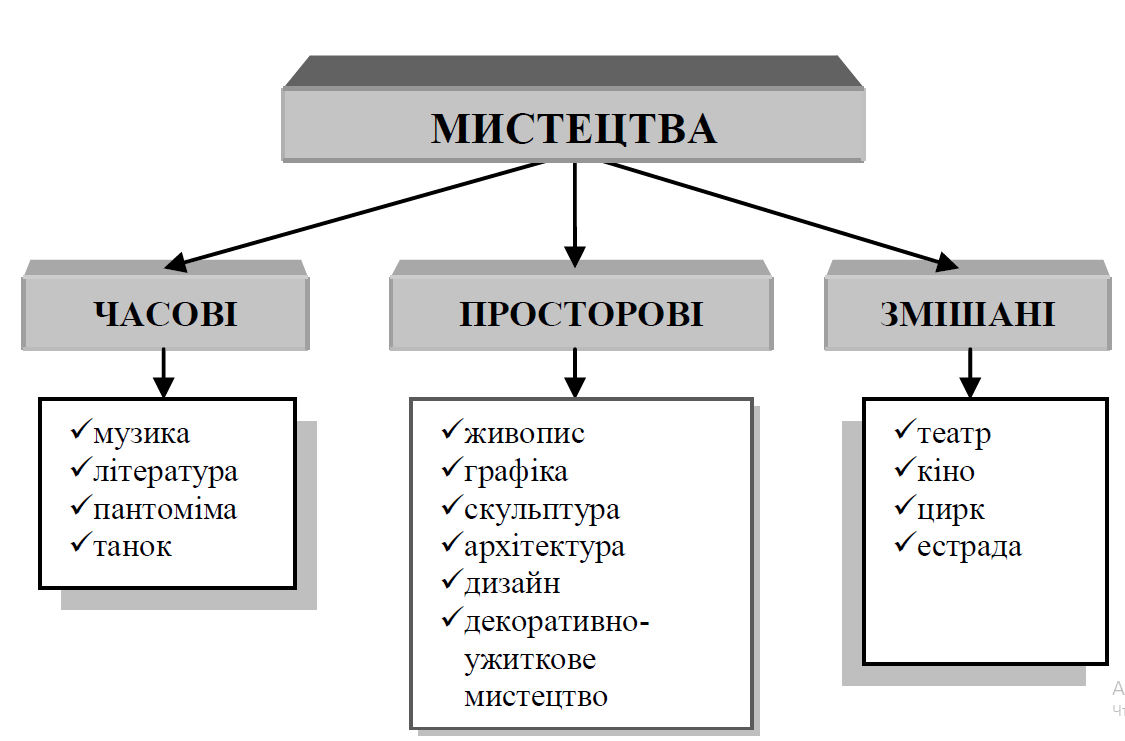 МИСТЕЦТВА
ЧАСОВІ
музика
література
пантоміма
танок
ПРОСТОРОВІ
живопис
графіка
скульптура
архітектура
дизайн
декоративно-
ужиткове
мистецтво
ЗМІШАНІ
театр
кіно
цирк
естрада